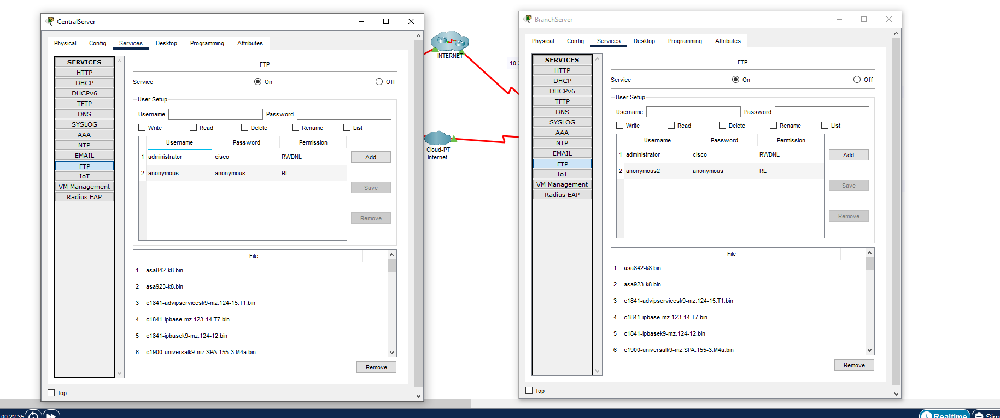 CentralServer
Physical Config Services Desktop Programming Attributes
SERVICES
HTTP
DHCP
DHCPv6
TFTP
DNS
SYSLOG
AAA
NTP
EMAIL
FTP
IoT
VM Management
Radius EAP
FTP
Service On Off
User Setup
Username Password
Write Read Delete Rename List
Username Password Permission
1 administrator cisco RWDNL
2 anonymous anonymous RL
Add
Save
Remove
File
1 asa842-k8.bin
2 asa923-k8.bin
3 c1841-advipservicesk9-mz.124-15.T1.bin
4 c1841-ipbase-mz.123-14.T7.bin
5 c1841-ipbasek9-mz.124-12.bin
6 c1900-universalk9-mz.SPA.155-3.M4a.bin
Remove
Top
INTERNET
10.
Cloud-PT
Internet
BranchServer
Physical Config Services Desktop Programming Attributes
SERVICES
HTTP
DHCP
DHCPv6
TFTP
DNS
SYSLOG
AAA
NTP
EMAIL
FTP
IoT
VM Management
Radius EAP
FTP
Service On Off
User Setup
Username Password
Write Read Delete Rename List
Username Password Permission
1 administrator cisco RWDNL
2 anonymous2 anonymous RL
Add
Save
Remove
File
1 asa842-k8.bin
2 asa923-k8.bin
3 c1841-advipservicesk9-mz.124-15.T1.bin
4 c1841-ipbase-mz.123-14.T7.bin
5 c1841-ipbasek9-mz.124-12.bin
6 c1900-universalk9-mz.SPA.155-3.M4a.bin
Remove
Top
00:22:35
Realtime
Sim